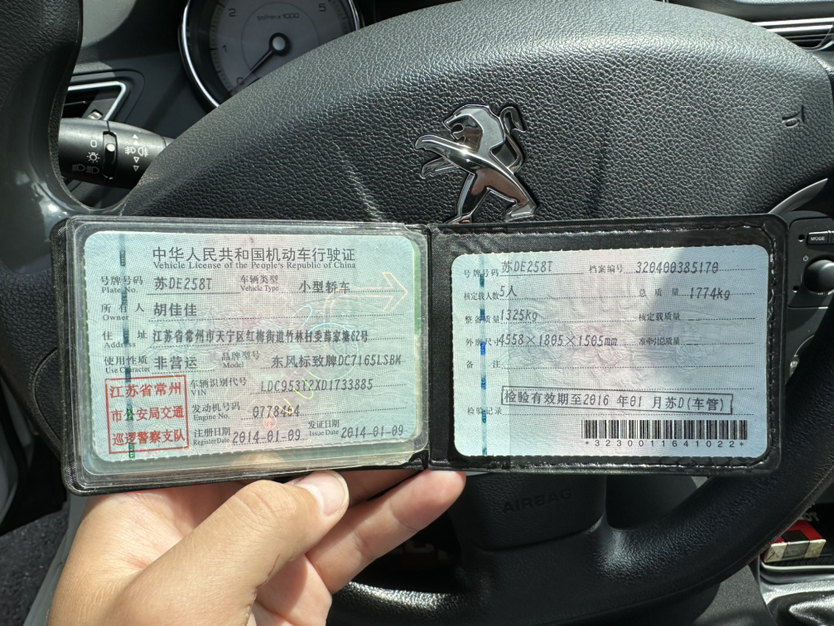 中华人民共和国机动车行驶证
Vehicle License of the People's Republic of China
号牌号码 苏DE258T 车辆类型 小型轿车
Plate No. Vehicle Type
所有人 胡佳佳
Owner
住址 江苏省常州市天宁区红梅街道竹林村委蒋家塘62号
Address
使用性质 非营运 品牌型号 东风标致牌DC7165LSBM
Use Character Model
江苏省常州
市公安局交通
巡逻警察支队
车辆识别代号 LDC953T2XD1733885
VIN
发动机号码 0778454
Engine No.
注册日期 2014-01-09 发证日期 2014-01-09
Register Date Issue Date
号牌号码 苏DE258T 档案编号 320400385170
核定载人数 5人 总质量 1774kg
整备质量 1325kg 核定载质量
外廓尺寸 4558×1805×1505mm 准牵引总质量
备注
检验有效期至2016 年01 月苏D(车管)
检验记录
*3230011641022*
AIRBAG
MODE
5
1000